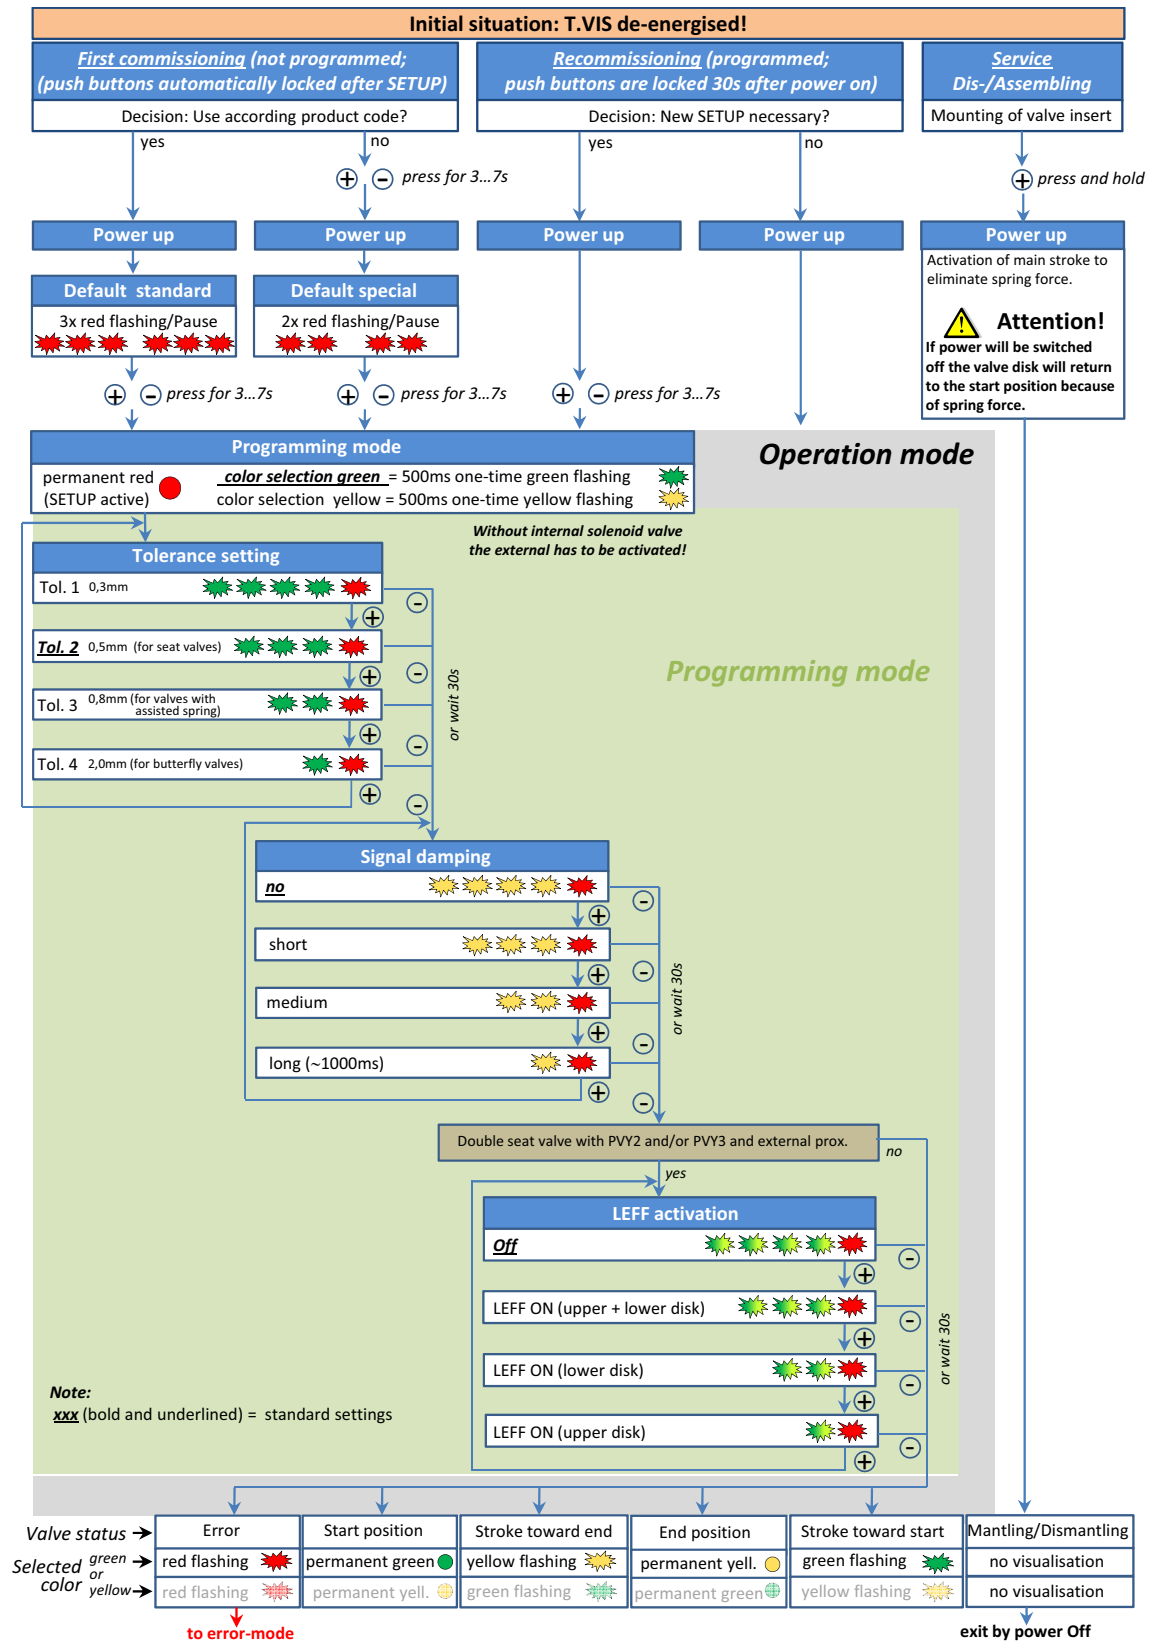 Initial situation: T.VIS de-energised!
First commissioning (not programmed;
(push buttons automatically locked after SETUP)
Decision: Use according product code?
Recommissioning (programmed;
push buttons are locked 30s after power on)
Decision: New SETUP necessary?
Service
Dis-/Assembling
Mounting of valve insert
yes
no
yes
no
+ - press for 3...7s
+ press and hold
Power up
Power up
Power up
Power up
Power up
Activation of main stroke to
eliminate spring force.
Attention!
If power will be switched
off the valve disk will return
to the start position because
of spring force.
Default standard
3x red flashing/Pause
Default special
2x red flashing/Pause
+ - press for 3...7s
+ - press for 3...7s
+ - press for 3...7s
Operation mode
Programming mode
permanent red
(SETUP active)
color selection green = 500ms one-time green flashing
color selection yellow = 500ms one-time yellow flashing
Without internal solenoid valve
the external has to be activated!
Programming mode
Tolerance setting
Tol. 1 0,3mm
+ -
Tol. 2 0,5mm (for seat valves)
+ -
Tol. 3 0,8mm (for valves with
assisted spring)
+ -
Tol. 4 2,0mm (for butterfly valves)
+ -
or wait 30s
Signal damping
no
+ -
short
+ -
medium
+ -
long (~1000ms)
+ -
or wait 30s
Double seat valve with PVY2 and/or PVY3 and external prox.
no
yes
LEFF activation
Off
+ -
LEFF ON (upper + lower disk)
+ -
LEFF ON (lower disk)
+ -
LEFF ON (upper disk)
+ -
or wait 30s
Note:
xxx (bold and underlined) = standard settings
Valve status
Error
Start position
Stroke toward end
End position
Stroke toward start
Mantling/Dismantling
Selected color
green
or
yellow
red flashing
permanent green
yellow flashing
permanent yell.
green flashing
no visualisation
red flashing
permanent yell.
green flashing
permanent green
yellow flashing
no visualisation
to error-mode
exit by power Off